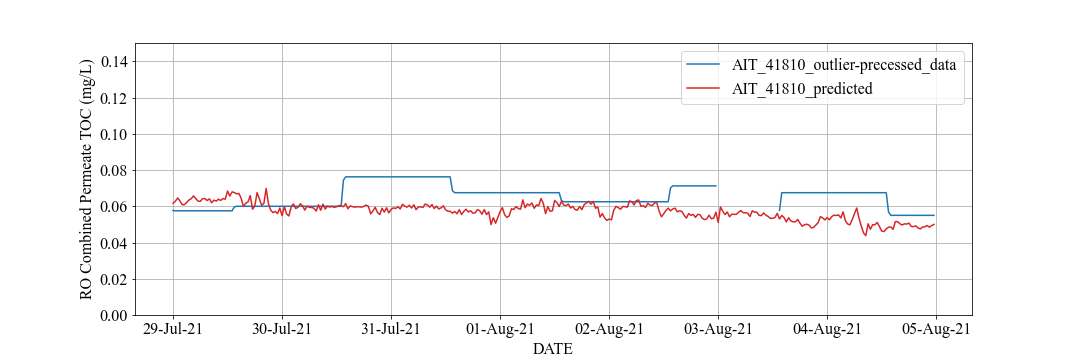 RO Combined Permeate TOC (mg/L)
0.14
0.12
0.10
0.08
0.06
0.04
0.02
0.00
AIT_41810_outlier-precessed_data
AIT_41810_predicted
29-Jul-21 30-Jul-21 31-Jul-21 01-Aug-21 02-Aug-21 03-Aug-21 04-Aug-21 05-Aug-21
DATE